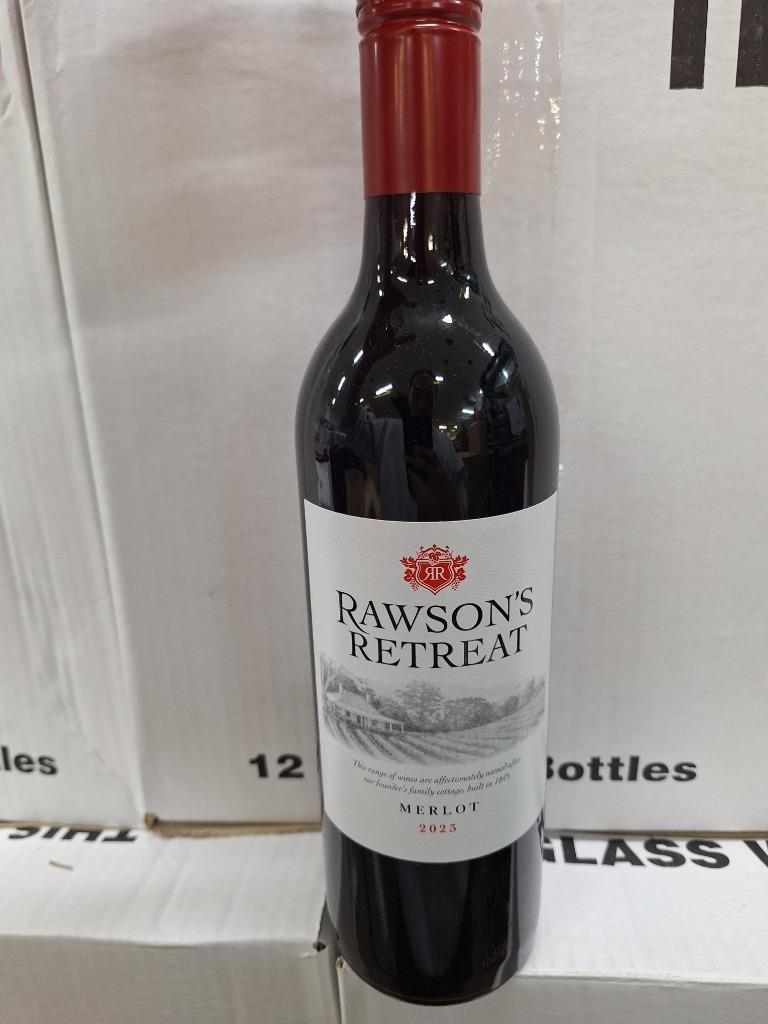 RR
RAWSON'S
RETREAT
This range of wines are affectionately named after
our founder's family cottage, built in 1845.
MERLOT
2023
les
12
Bottles
THIS
GLASS